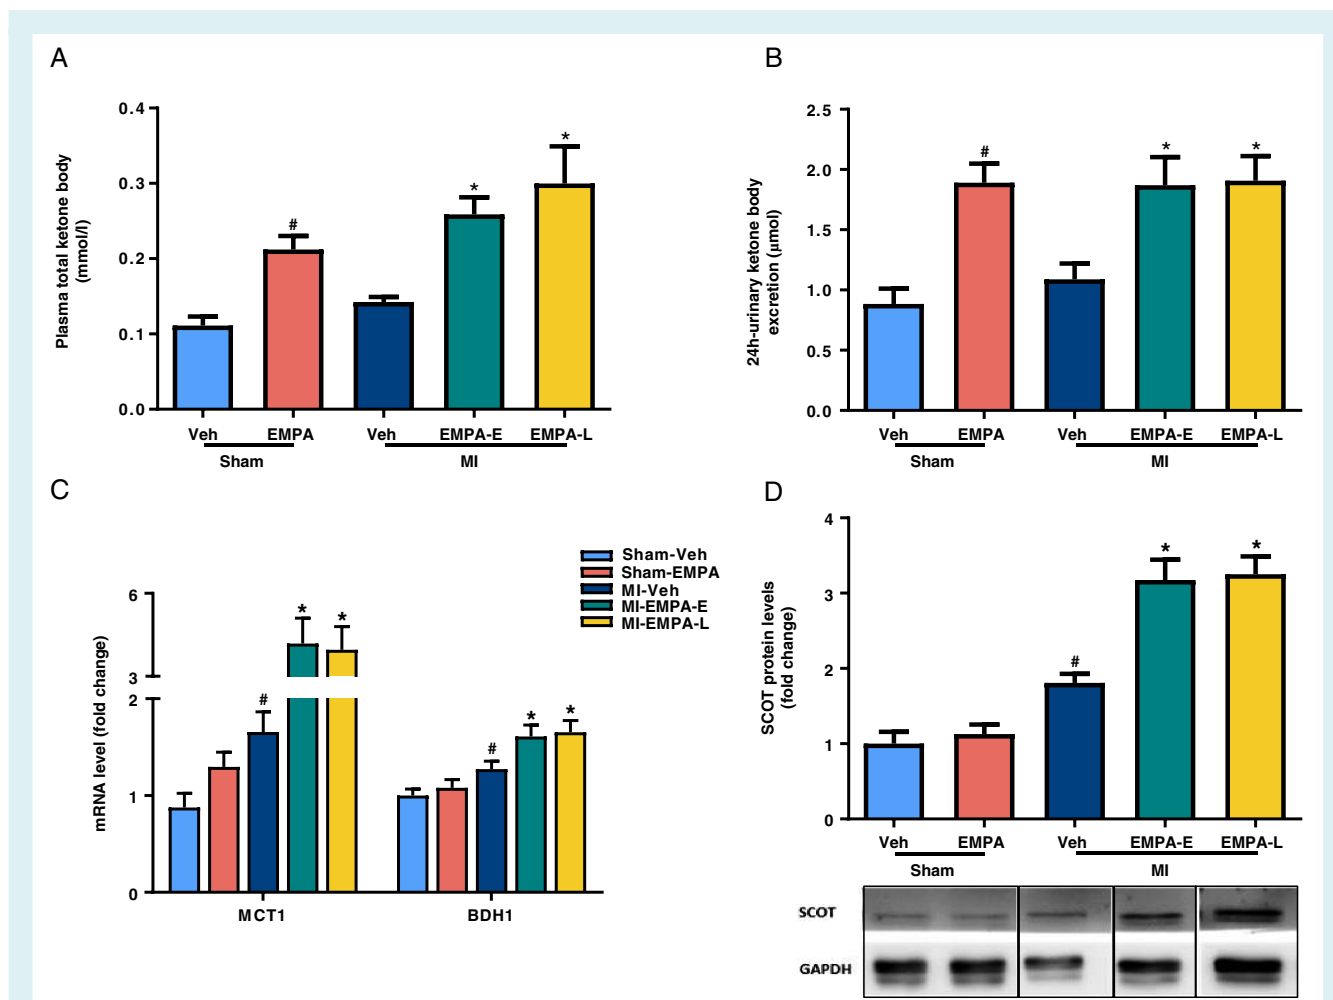 A
Plasma total ketone body
(mmol/l)
0.4
0.3
0.2
0.1
0.0
#
*
*
Veh EMPA Veh EMPA-E EMPA-L
Sham MI
B
24h-urinary ketone body
excretion (µmol)
2.5
2.0
1.5
1.0
0.5
0.0
#
*
*
Veh EMPA Veh EMPA-E EMPA-L
Sham MI
C
mRNA level (fold change)
6
3
2
1
0
#
*
*
#
*
*
MCT1 BDH1
Sham-Veh
Sham-EMPA
MI-Veh
MI-EMPA-E
MI-EMPA-L
D
SCOT protein levels
(fold change)
4
3
2
1
0
#
*
*
Veh EMPA Veh EMPA-E EMPA-L
Sham MI
SCOT
GAPDH